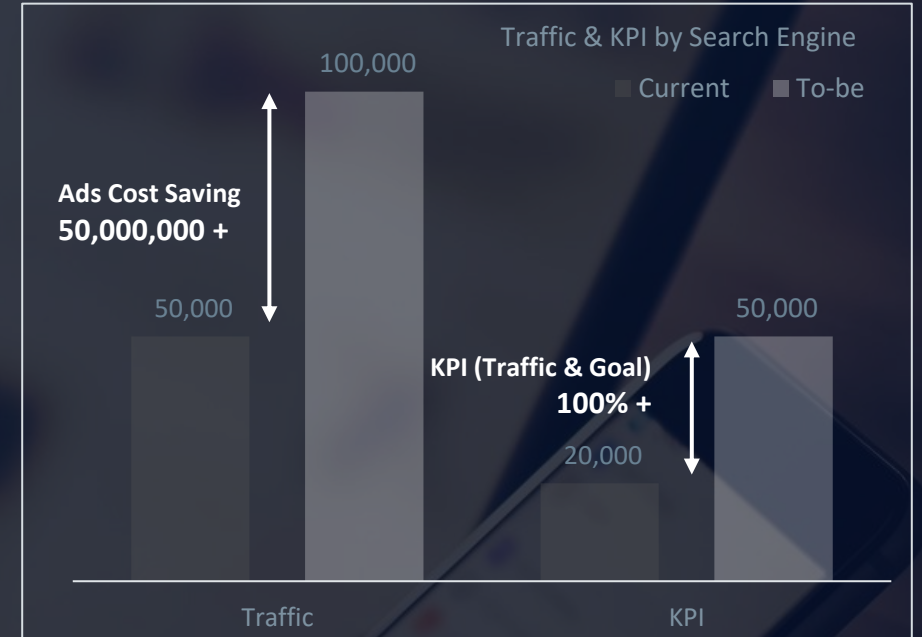 Traffic & KPI by Search Engine
Current
To-be
100,000
Ads Cost Saving
50,000,000 +
50,000
50,000
KPI (Traffic & Goal)
100% +
20,000
Traffic
KPI